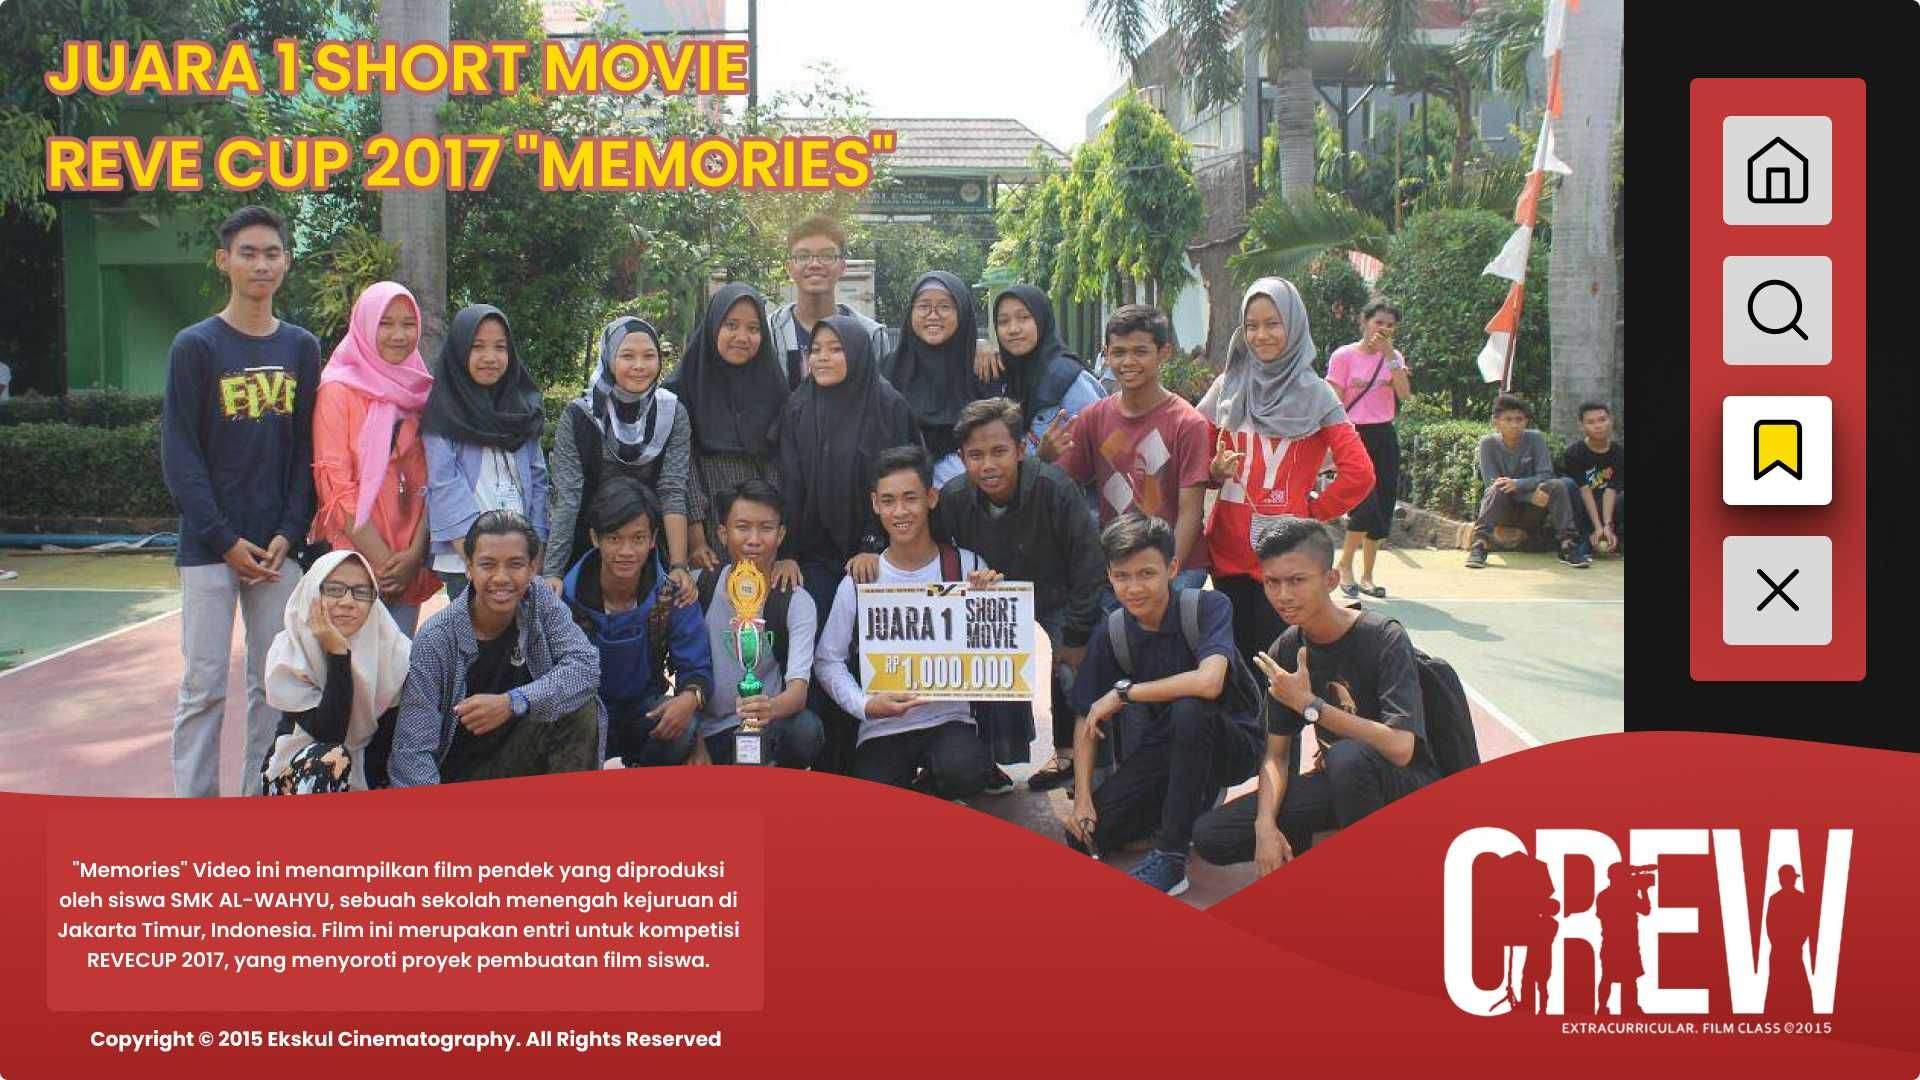 JUARA 1 SHORT MOVIE
REVE CUP 2017 "MEMORIES"
FIVE
JUARA 1 SHORT MOVIE
RP 1,000,000
"Memories" Video ini menampilkan film pendek yang diproduksi
oleh siswa SMK AL-WAHYU, sebuah sekolah menengah kejuruan di
Jakarta Timur, Indonesia. Film ini merupakan entri untuk kompetisi
REVECUP 2017, yang menyoroti proyek pembuatan film siswa.
Copyright © 2015 Ekskul Cinematography. All Rights Reserved
CREW
EXTRACURRICULAR. FILM CLASS ©2015